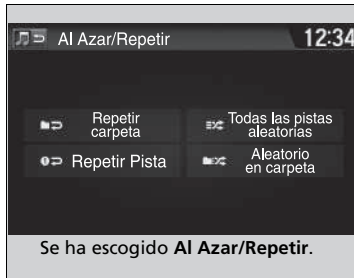 Al Azar/Repetir
12:34
Repetir
carpeta
Todas las pistas
aleatorias
Repetir Pista
Aleatorio
en carpeta
Se ha escogido Al Azar/Repetir.